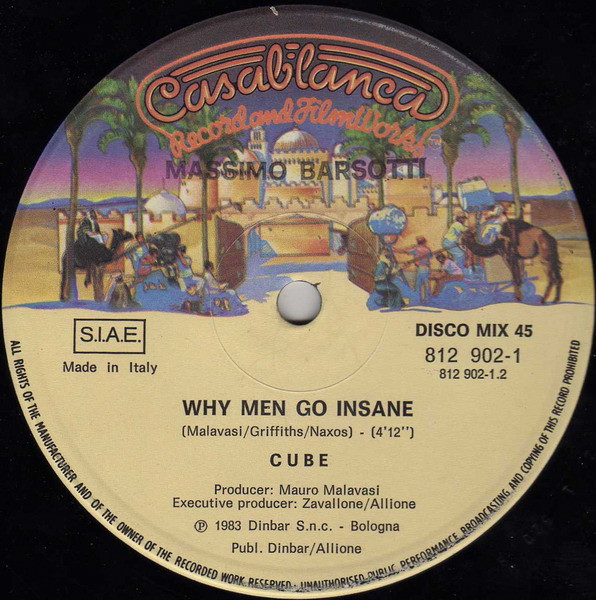 Casablanca
Record and FilmWorks
MASSIMO BARSOTTI
S.I.A.E.
Made in Italy
DISCO MIX 45
812 902-1
812 902-1.2
WHY MEN GO INSANE
(Malavasi/Griffiths/Naxos) - (4'12'')
CUBE
Producer: Mauro Malavasi
Executive producer: Zavallone/Allione
℗ 1983 Dinbar S.n.c. - Bologna
Publ. Dinbar/Allione
ALL RIGHTS OF THE MANUFACTURER AND OF THE OWNER OF THE RECORDED WORK RESERVED - UNAUTHORISED PUBLIC PERFORMANCE, BROADCASTING, AND COPYING OF THIS RECORD PROHIBITED